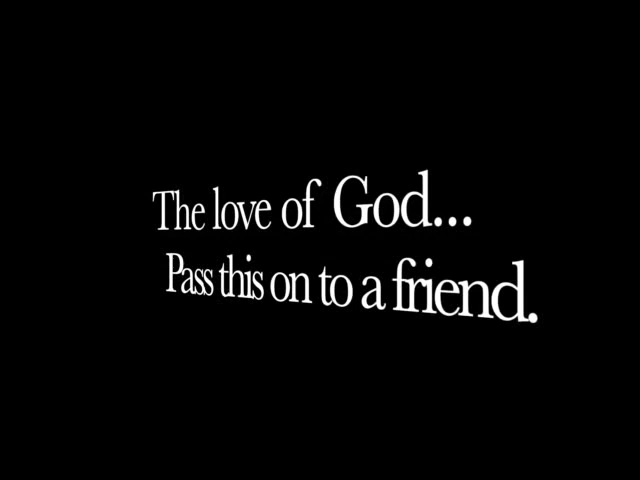 The love of God...
Pass this on to a friend.